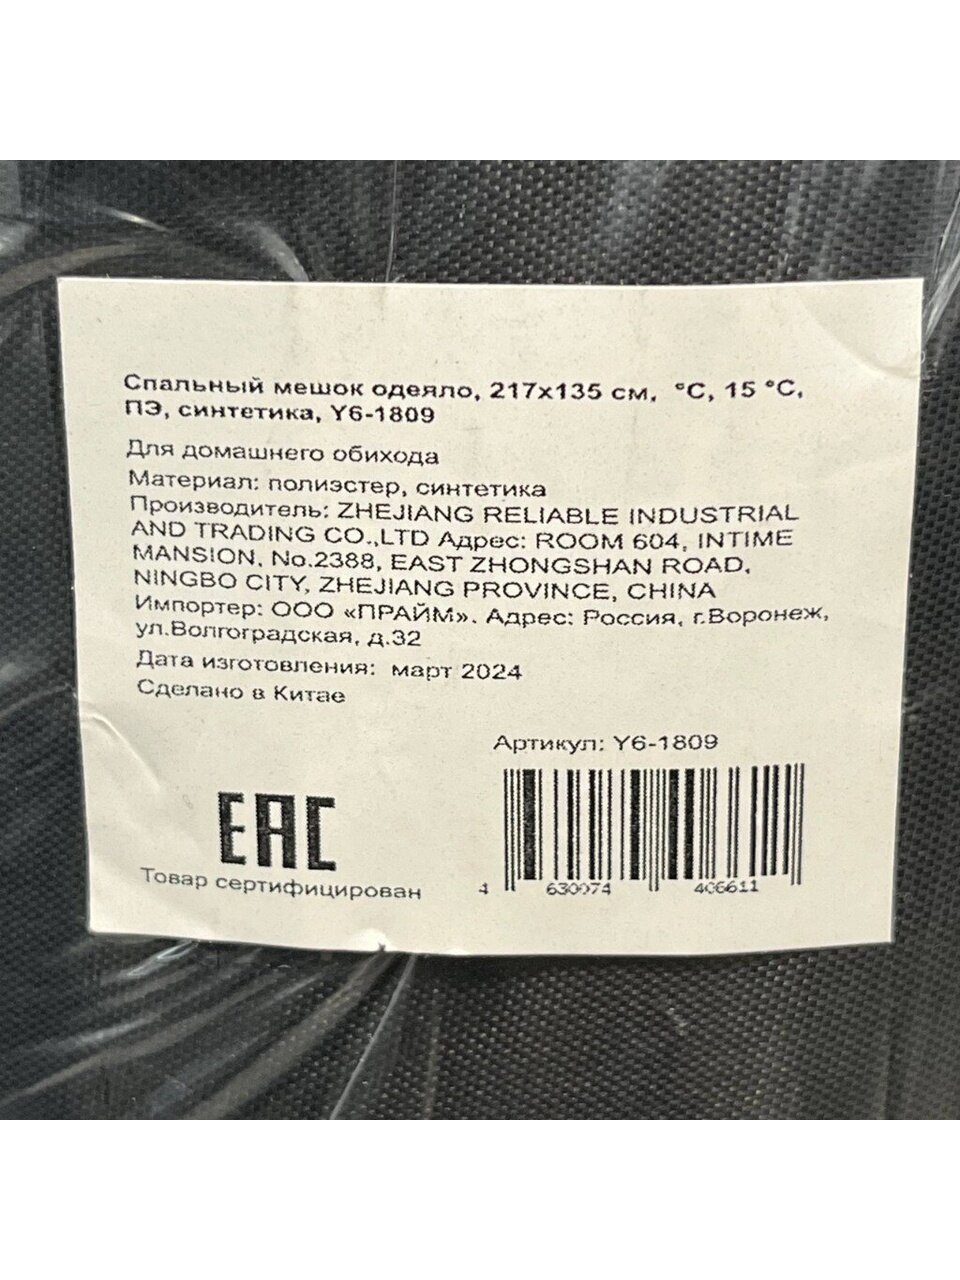 Спальный мешок одеяло, 217х135 см, °С, 15 °С,
ПЭ, синтетика, Y6-1809
Для домашнего обихода
Материал: полиэстер, синтетика
Производитель: ZHEJIANG RELIABLE INDUSTRIAL
AND TRADING CO.,LTD Адрес: ROOM 604, INTIME
MANSION, No.2388, EAST ZHONGSHAN ROAD,
NINGBO CITY, ZHEJIANG PROVINCE, CHINA
Импортер: ООО «ПРАЙМ». Адрес: Россия, г.Воронеж,
ул.Волгоградская, д.32
Дата изготовления: март 2024
Сделано в Китае
Артикул: Y6-1809
EAC
Товар сертифицирован
4 630074 406611